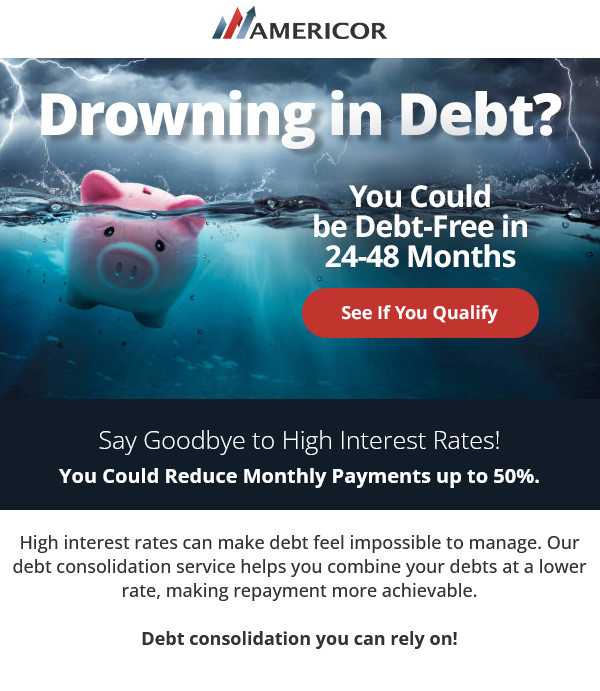 AMERICOR
Drowning in Debt?
You Could
be Debt-Free in
24-48 Months
See If You Qualify
Say Goodbye to High Interest Rates!
You Could Reduce Monthly Payments up to 50%.
High interest rates can make debt feel impossible to manage. Our
debt consolidation service helps you combine your debts at a lower
rate, making repayment more achievable.
Debt consolidation you can rely on!